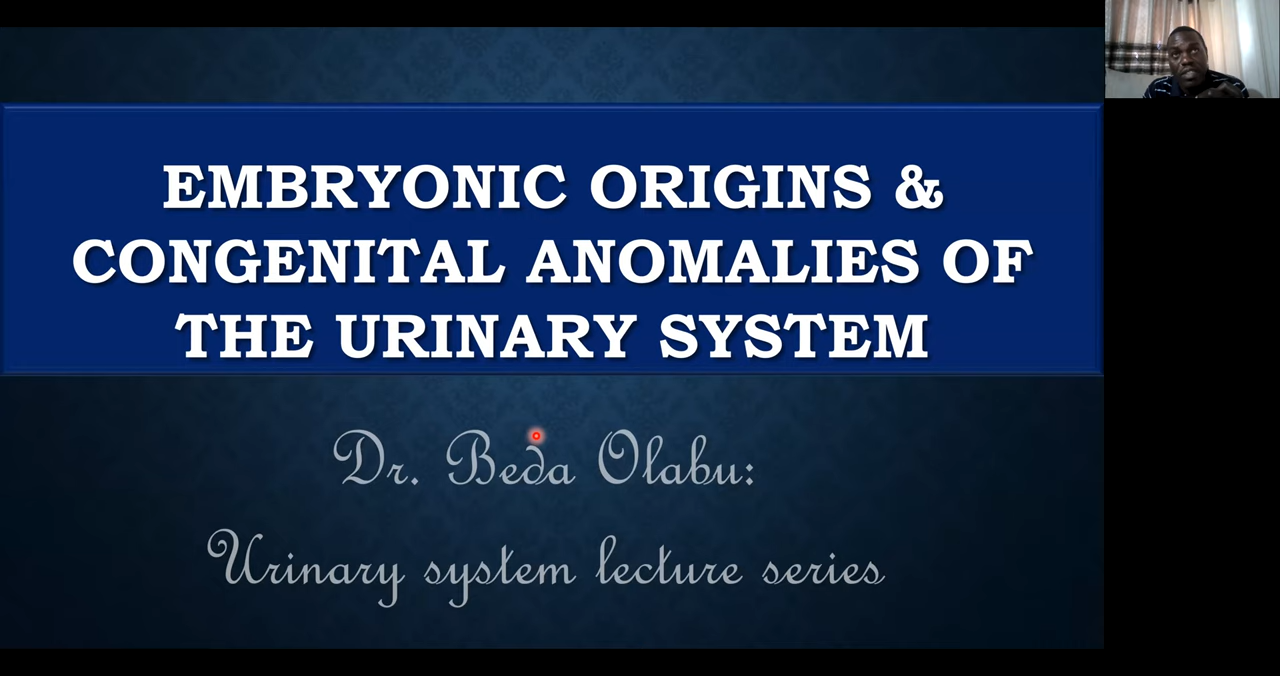 EMBRYONIC ORIGINS &
CONGENITAL ANOMALIES OF
THE URINARY SYSTEM
Dr. Beda Olabu:
Urinary system lecture series